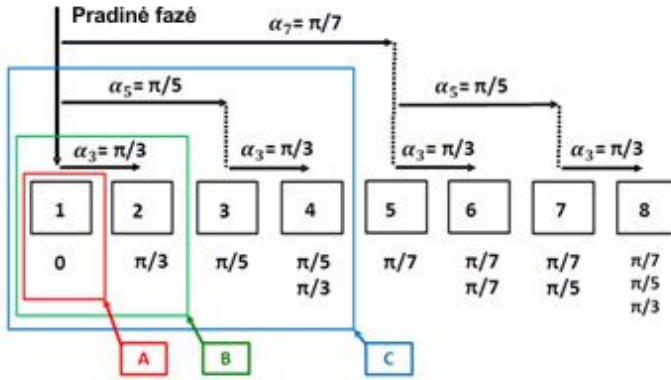 Pradinė fazė
α₇= π/7
α₅= π/5
α₅= π/5
α₃= π/3
α₃= π/3
α₃= π/3
α₃= π/3
1 2 3 4 5 6 7 8
0 π/3 π/5 π/5 π/7 π/7 π/7 π/7
π/3 π/7 π/5 π/5
π/3
A B C